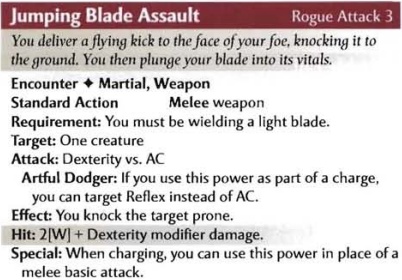 Jumping Blade Assault Rogue Attack 3
You deliver a flying kick to the face of your foe, knocking it to
the ground. You then plunge your blade into its vitals.
Encounter ✦ Martial, Weapon
Standard Action Melee weapon
Requirement: You must be wielding a light blade.
Target: One creature
Attack: Dexterity vs. AC
Artful Dodger: If you use this power as part of a charge,
you can target Reflex instead of AC.
Effect: You knock the target prone.
Hit: 2[W] + Dexterity modifier damage.
Special: When charging, you can use this power in place of a
melee basic attack.